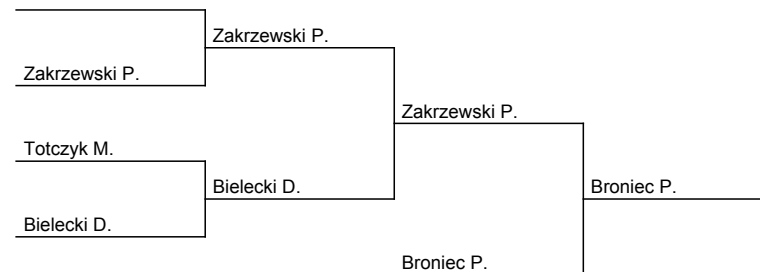 Zakrzewski P.
Zakrzewski P.
Zakrzewski P.
Totczyk M.
Bielecki D.
Broniec P.
Bielecki D.
Broniec P.